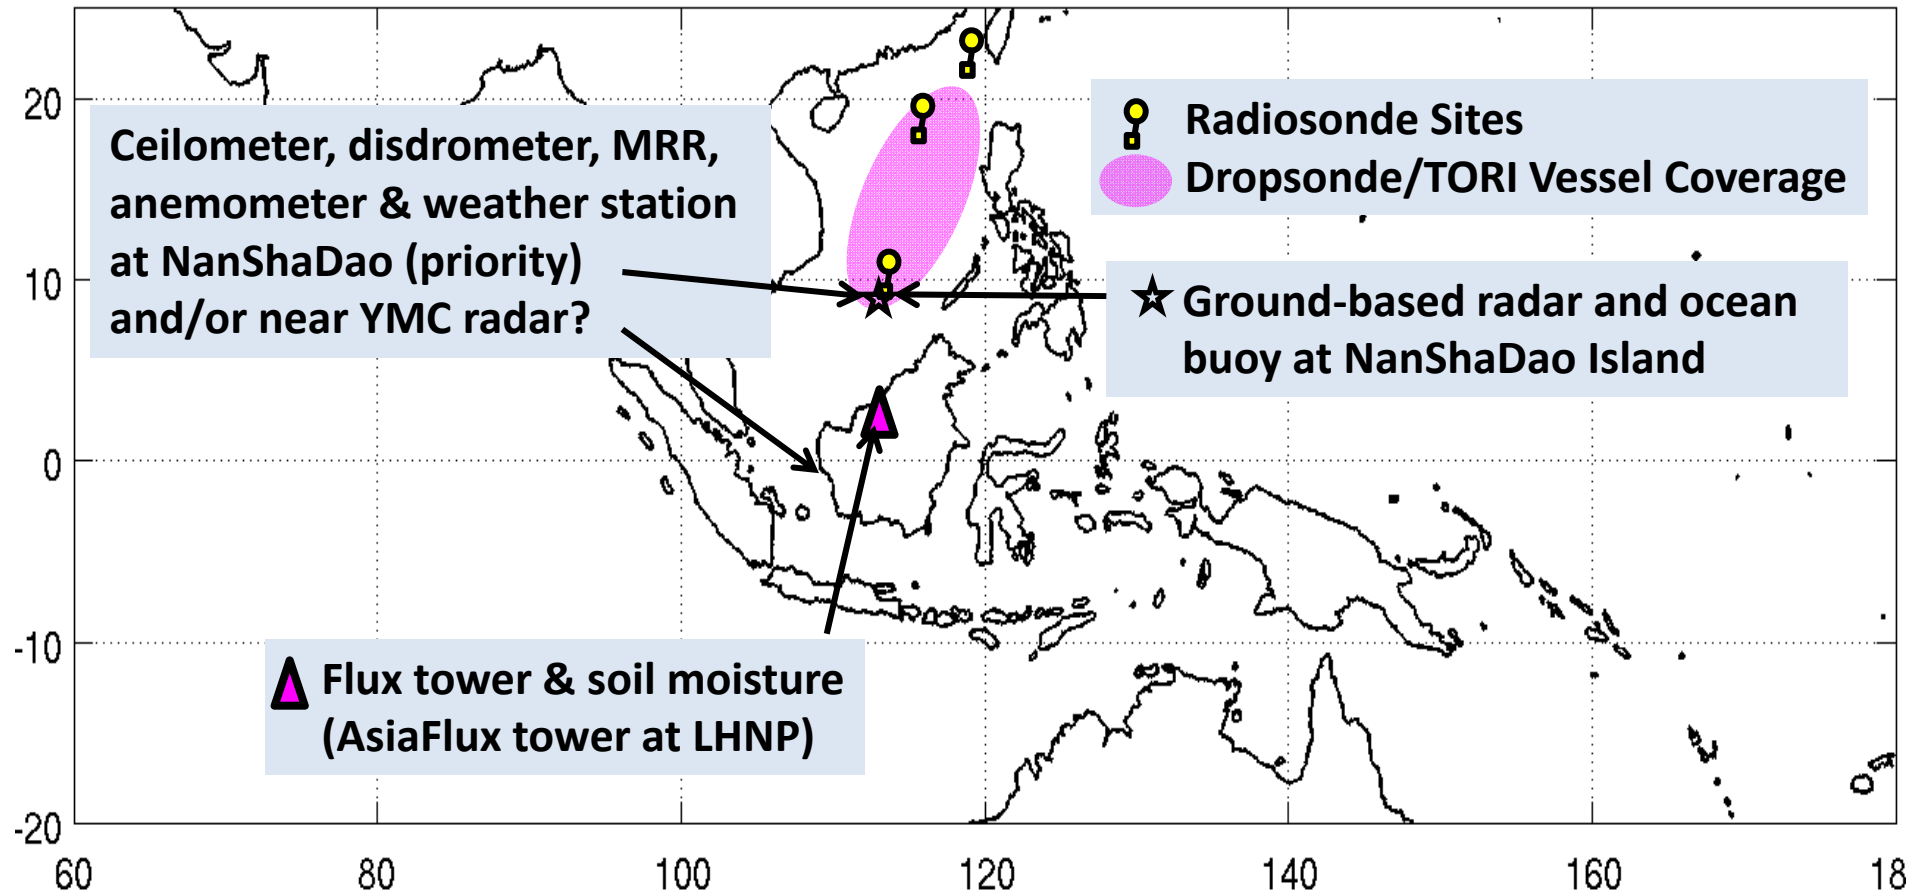 20
10
0
-10
-20
60
80
100
120
140
160
18
Ceilometer, disdrometer, MRR,
anemometer & weather station
at NanShaDao (priority)
and/or near YMC radar?
Radiosonde Sites
Dropsonde/TORI Vessel Coverage
Ground-based radar and ocean
buoy at NanShaDao Island
Flux tower & soil moisture
(AsiaFlux tower at LHNP)